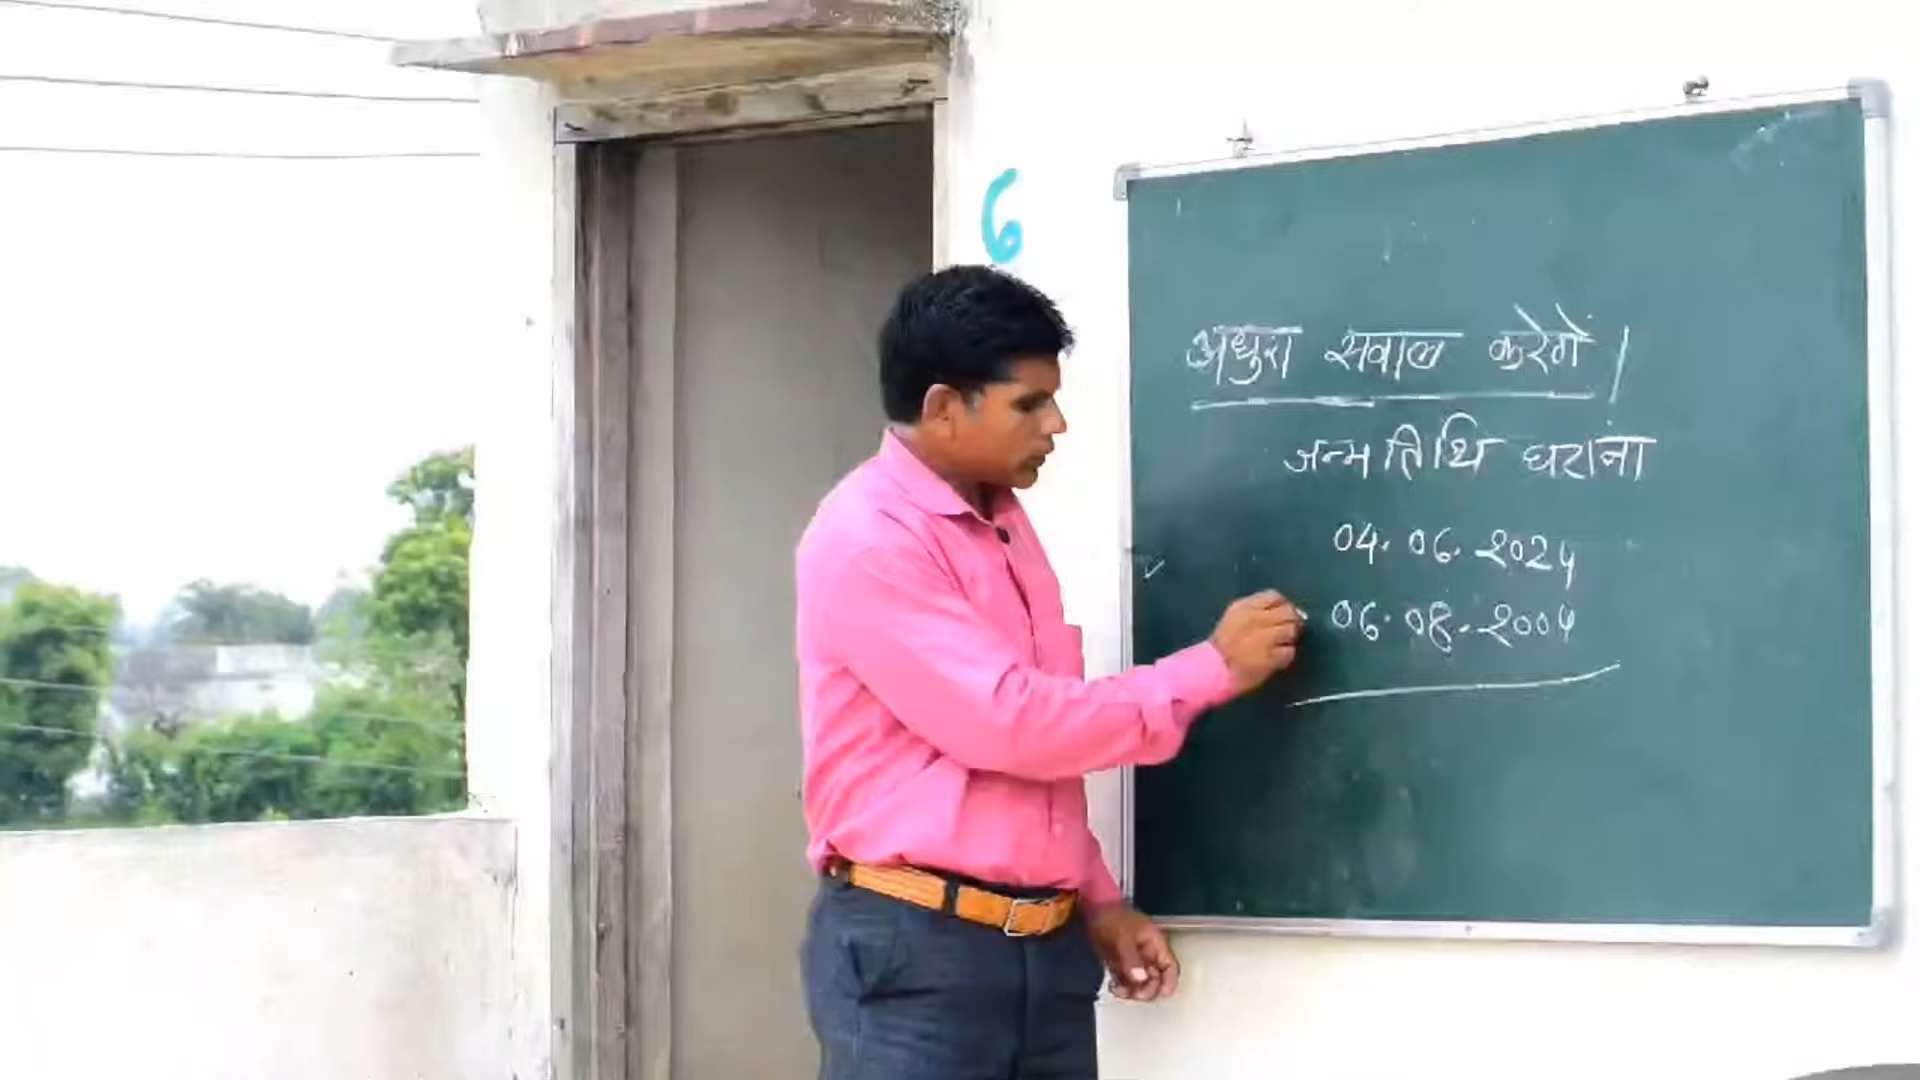 6
अधुरा सवाल करेगें।
जन्म तिथि घटांना
04. 06. 2024
06. 08. 2004